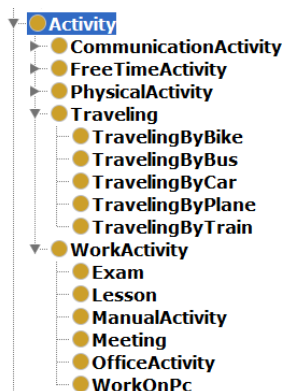 Activity
CommunicationActivity
FreeTimeActivity
PhysicalActivity
Traveling
TravelingByBike
TravelingByBus
TravelingByCar
TravelingByPlane
TravelingByTrain
WorkActivity
Exam
Lesson
ManualActivity
Meeting
OfficeActivity
WorkOnPc